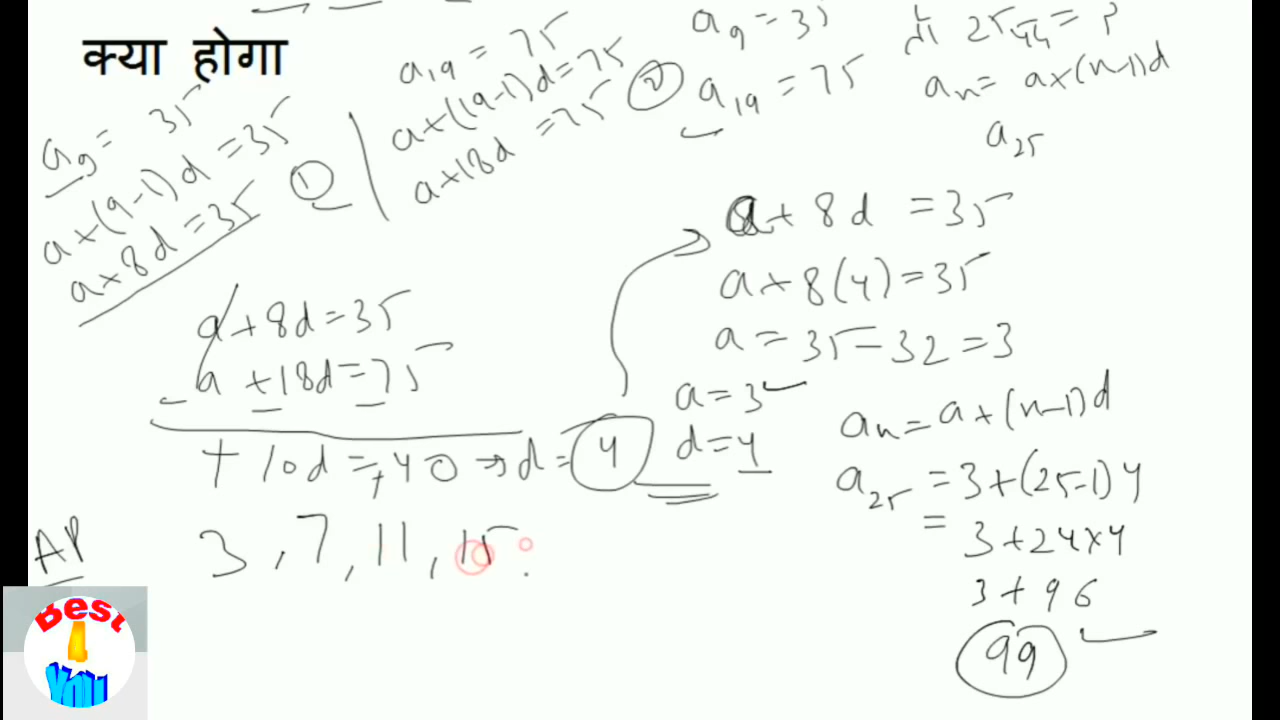 क्या होगा
a₉ = 35
a+(9-1)d = 35
a+8d = 35 ①
a₁₉ = 75
a+(19-1)d = 75
a+18d = 75 ②
a₉ = 35
a₁₉ = 75
25
aₙ = a+(n-1)d
a₂₅
a+8d = 35
a+18d = 75
+10d = +40 → d = 4
a + 8d = 35
a + 8(4) = 35
a = 35 - 32 = 3
a = 3
d = 4
aₙ = a+(n-1)d
a₂₅ = 3+(25-1)4
= 3+24×4
3+96
99
AP 3, 7, 11, 15,
Best
1
You